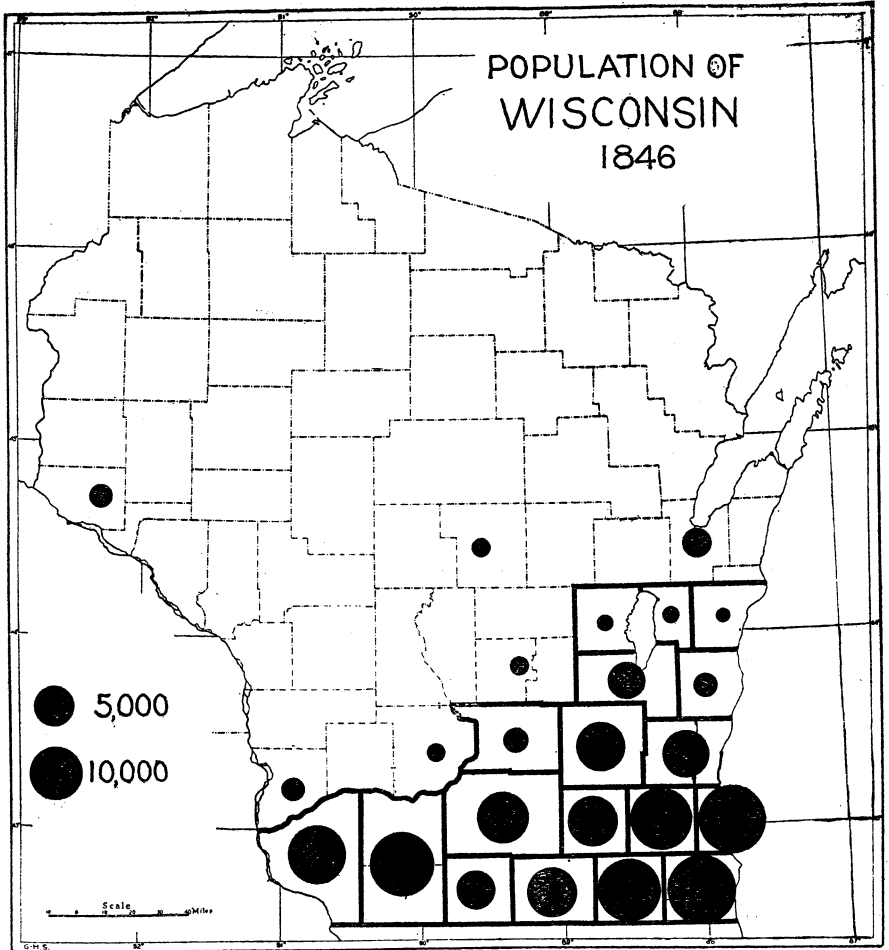 POPULATION OF
WISCONSIN
1846
5,000
10,000
Scale
Miles
G-H-S.